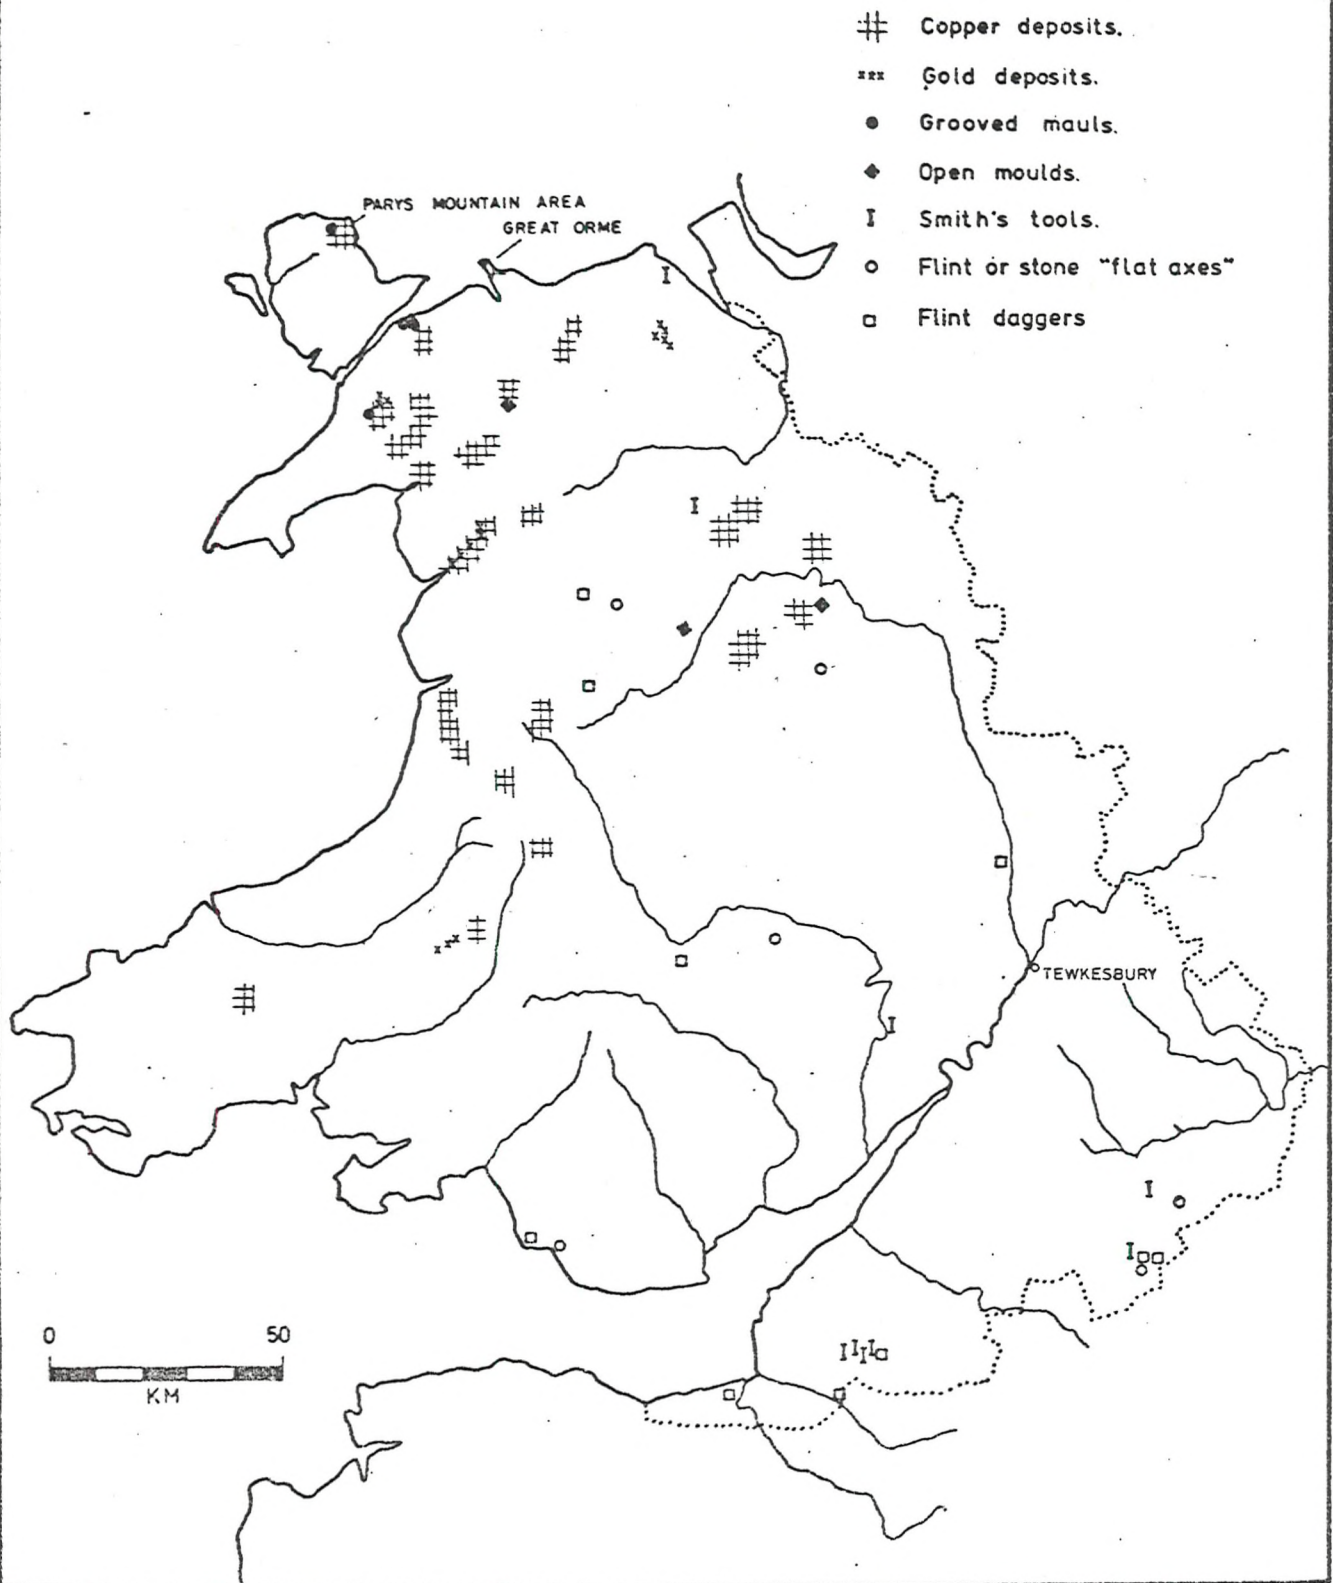 Copper deposits.
Gold deposits.
Grooved mauls.
Open moulds.
Smith's tools.
Flint or stone "flat axes"
Flint daggers
PARYS MOUNTAIN AREA
GREAT ORME
TEWKESBURY
0 50
KM